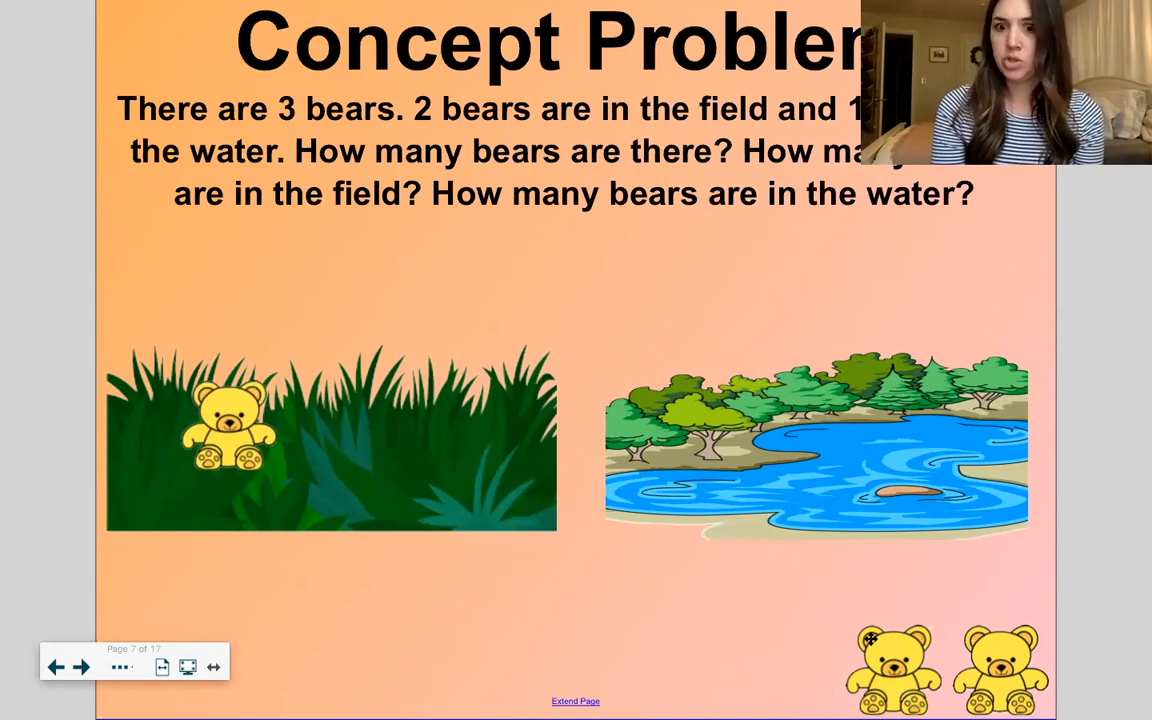 Concept Proble
There are 3 bears. 2 bears are in the field and 1
the water. How many bears are there? How
are in the field? How many bears are in the water?
Page 7 of 17
Extend Page